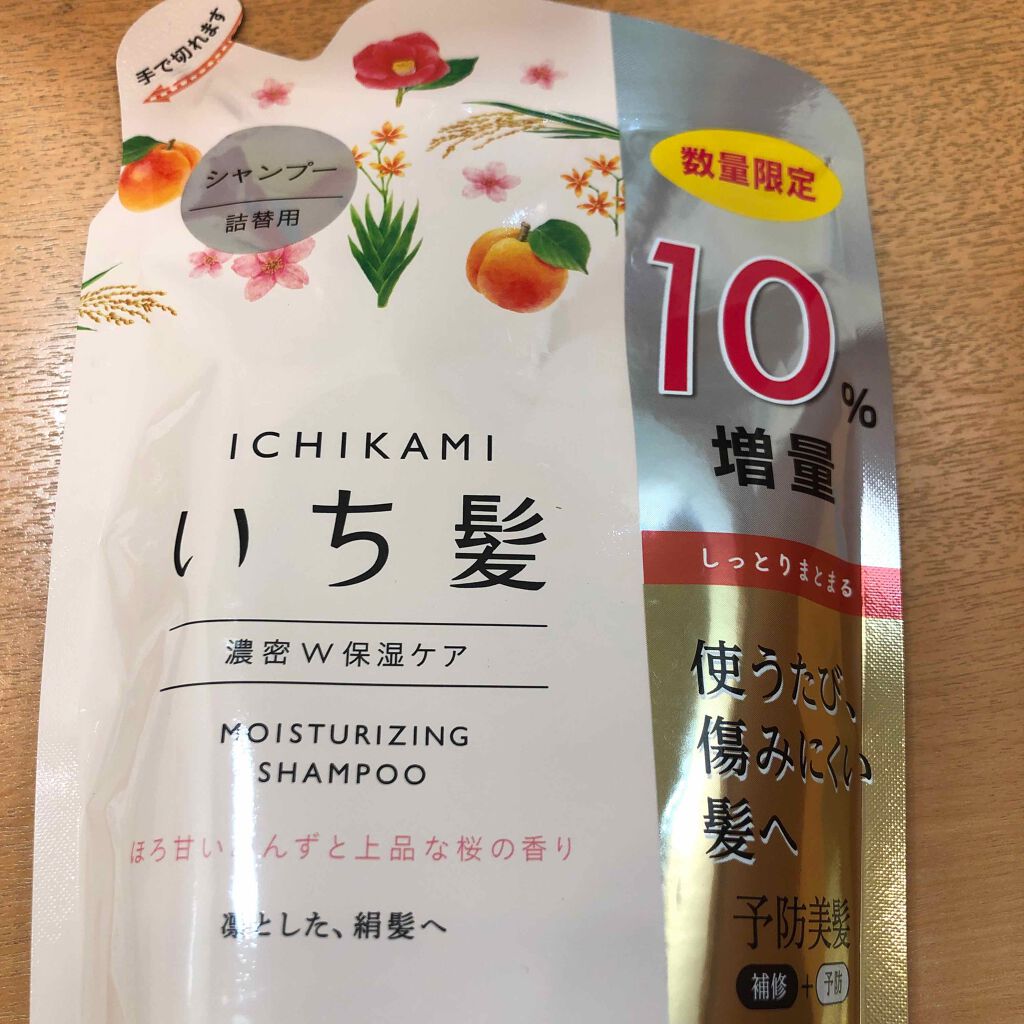 手で切れます
シャンプー
詰替用
ICHIKAMI
いち髪
濃密W保湿ケア
MOISTURIZING
SHAMPOO
ほろ甘いあんずと上品な桜の香り
凛とした、絹髪へ
数量限定
10%
増量
しっとりまとまる
使うたび、
傷みにくい
髪へ
予防美髪
補修+予防